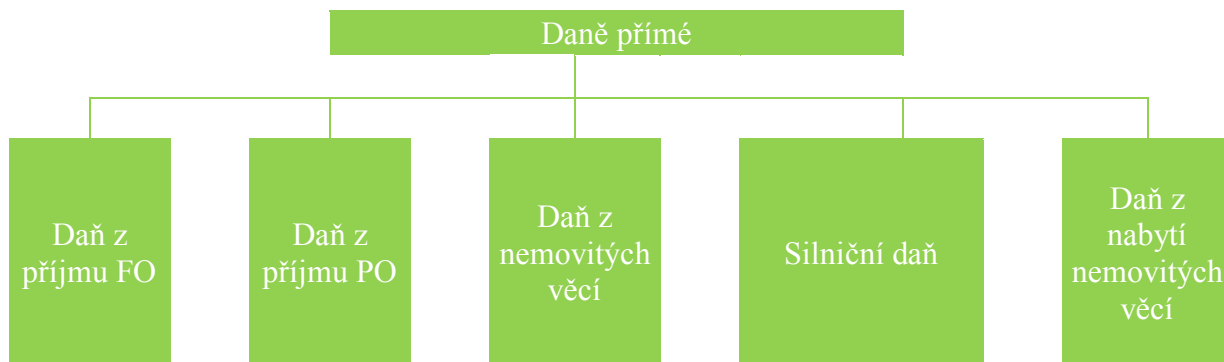 Daně přímé
Daň z
příjmu FO
Daň z
příjmu PO
Daň z
nemovitých
věcí
Silniční daň
Daň z
nabytí
nemovitých
věcí